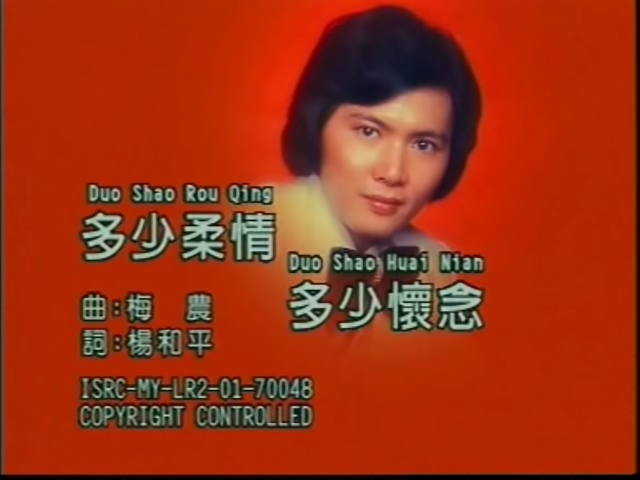 Duo Shao Rou Qing
多少柔情
Duo Shao Huai Nian
多少懷念
曲:梅 農
詞:楊和平
ISRC-MY-LR2-01-70048
COPYRIGHT CONTROLLED